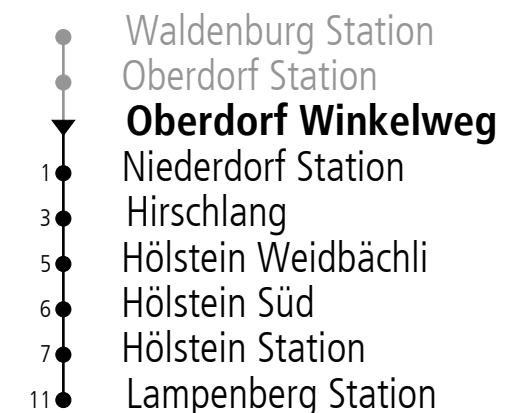 Waldenburg Station
Oberdorf Station
Oberdorf Winkelweg
1 Niederdorf Station
3 Hirschlang
5 Hölstein Weidbächli
6 Hölstein Süd
7 Hölstein Station
11 Lampenberg Station